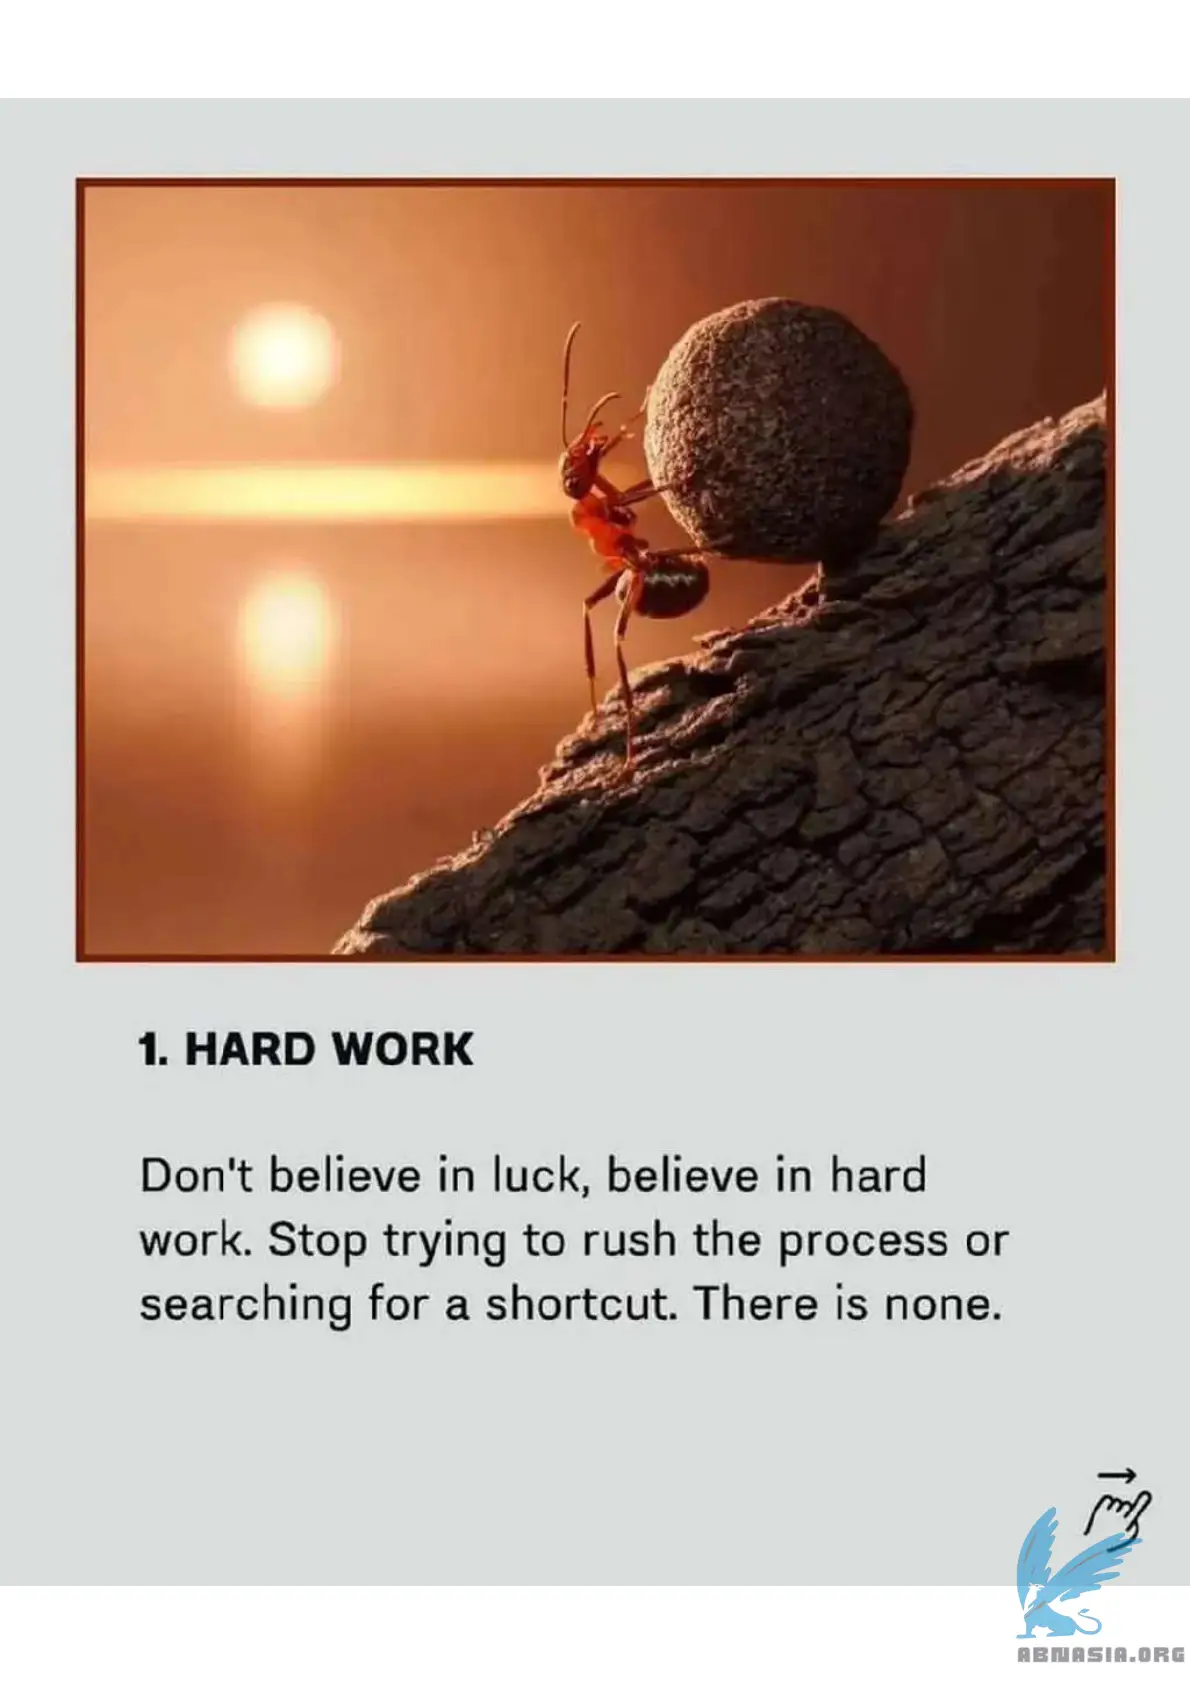 1. HARD WORK
Don't believe in luck, believe in hard
work. Stop trying to rush the process or
searching for a shortcut. There is none.
ABNASIA.ORG